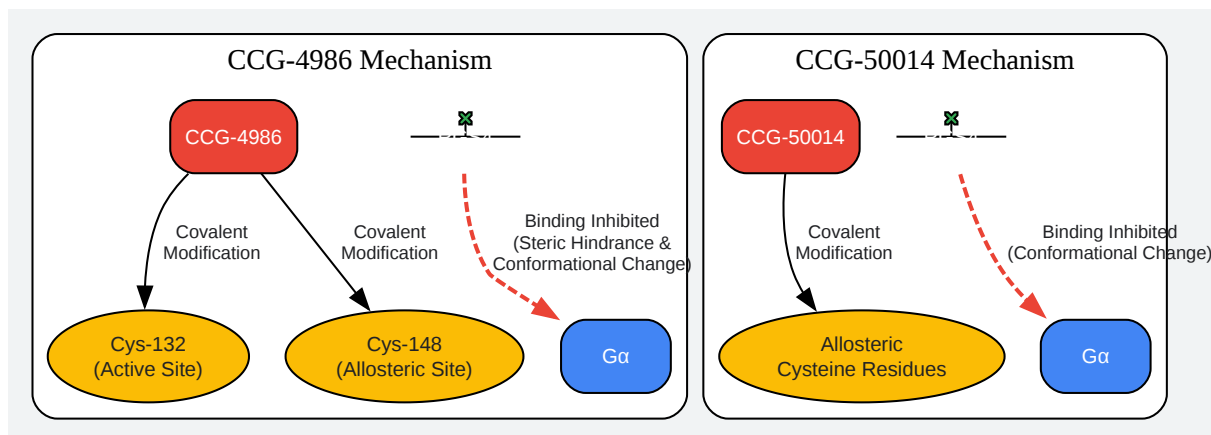 CCG-4986 Mechanism
CCG-4986
Covalent
Modification
Covalent
Modification
Binding Inhibited
(Steric Hindrance &
Conformational Change)
Cys-132
(Active Site)
Cys-148
(Allosteric Site)
Gα
CCG-50014 Mechanism
CCG-50014
Covalent
Modification
Binding Inhibited
(Conformational Change)
Allosteric
Cysteine Residues
Gα